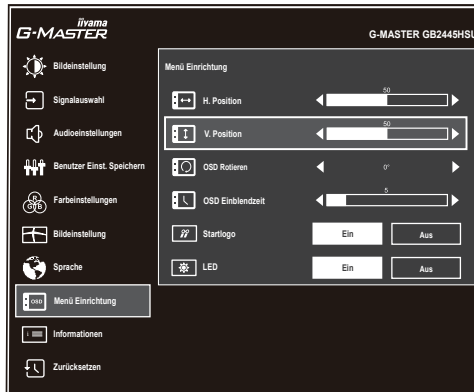 iiyama
G-MASTER
G-MASTER GB2445HSU
Bildeinstellung
Signalauswahl
Audioeinstellungen
Benutzer Einst. Speichern
R
G B
Farbeinstellungen
Bildeinstellung
Sprache
OSD
Menü Einrichtung
i
Informationen
Zurücksetzen
Menü Einrichtung
H. Position
50
V. Position
50
OSD Rotieren
0°
OSD Einblendzeit
5
Startlogo
Ein
Aus
LED
Ein
Aus